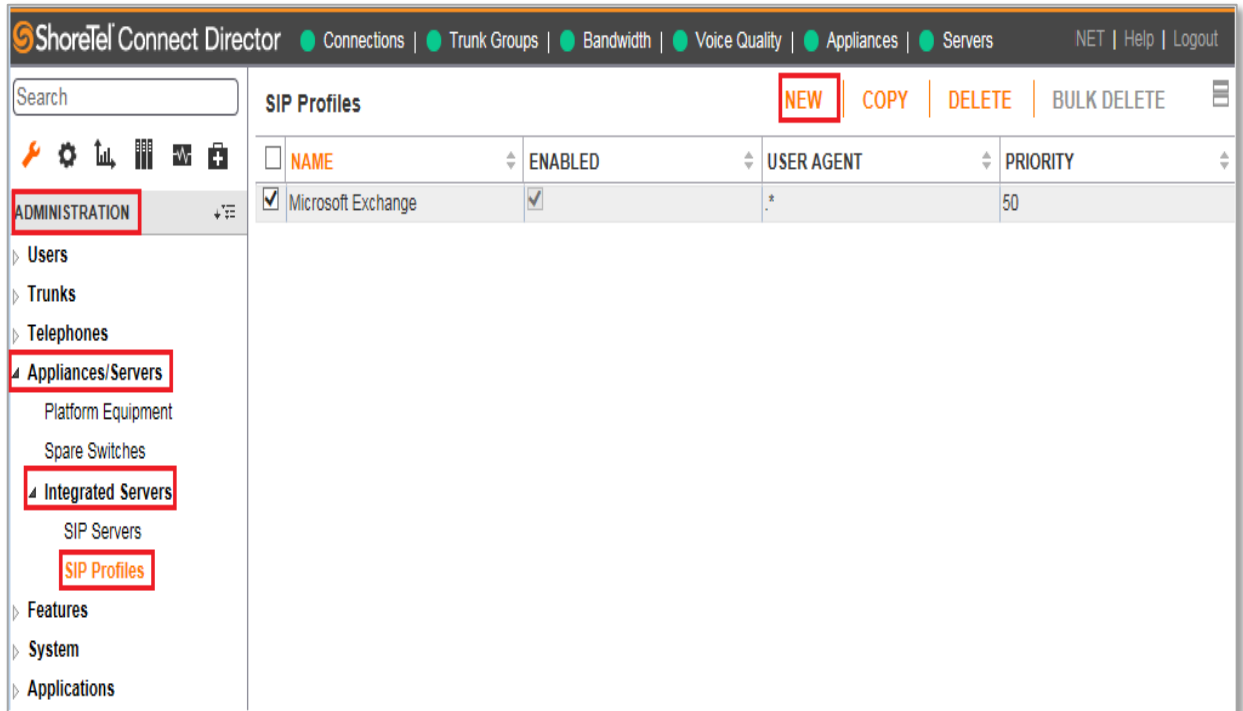 ShoreTel Connect Director Connections | Trunk Groups | Bandwidth | Voice Quality | Appliances | Servers NET | Help | Logout
Search
SIP Profiles NEW COPY DELETE BULK DELETE
NAME ENABLED USER AGENT PRIORITY
Microsoft Exchange .* 50
ADMINISTRATION
Users
Trunks
Telephones
Appliances/Servers
Platform Equipment
Spare Switches
Integrated Servers
SIP Servers
SIP Profiles
Features
System
Applications